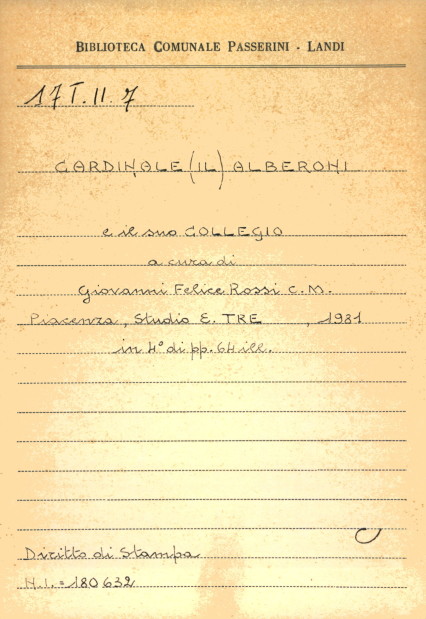 BIBLIOTECA COMUNALE PASSERINI - LANDI
17 I. II. 7
CARDINALE (IL) ALBERONI
e il suo COLLEGIO
a cura di
Giovanni Felice Rossi C.M.
Piacenza, Studio E. TRE , 1981
in 4° di pp. 64 ill.
Diritto di Stampa
N.I. = 180632